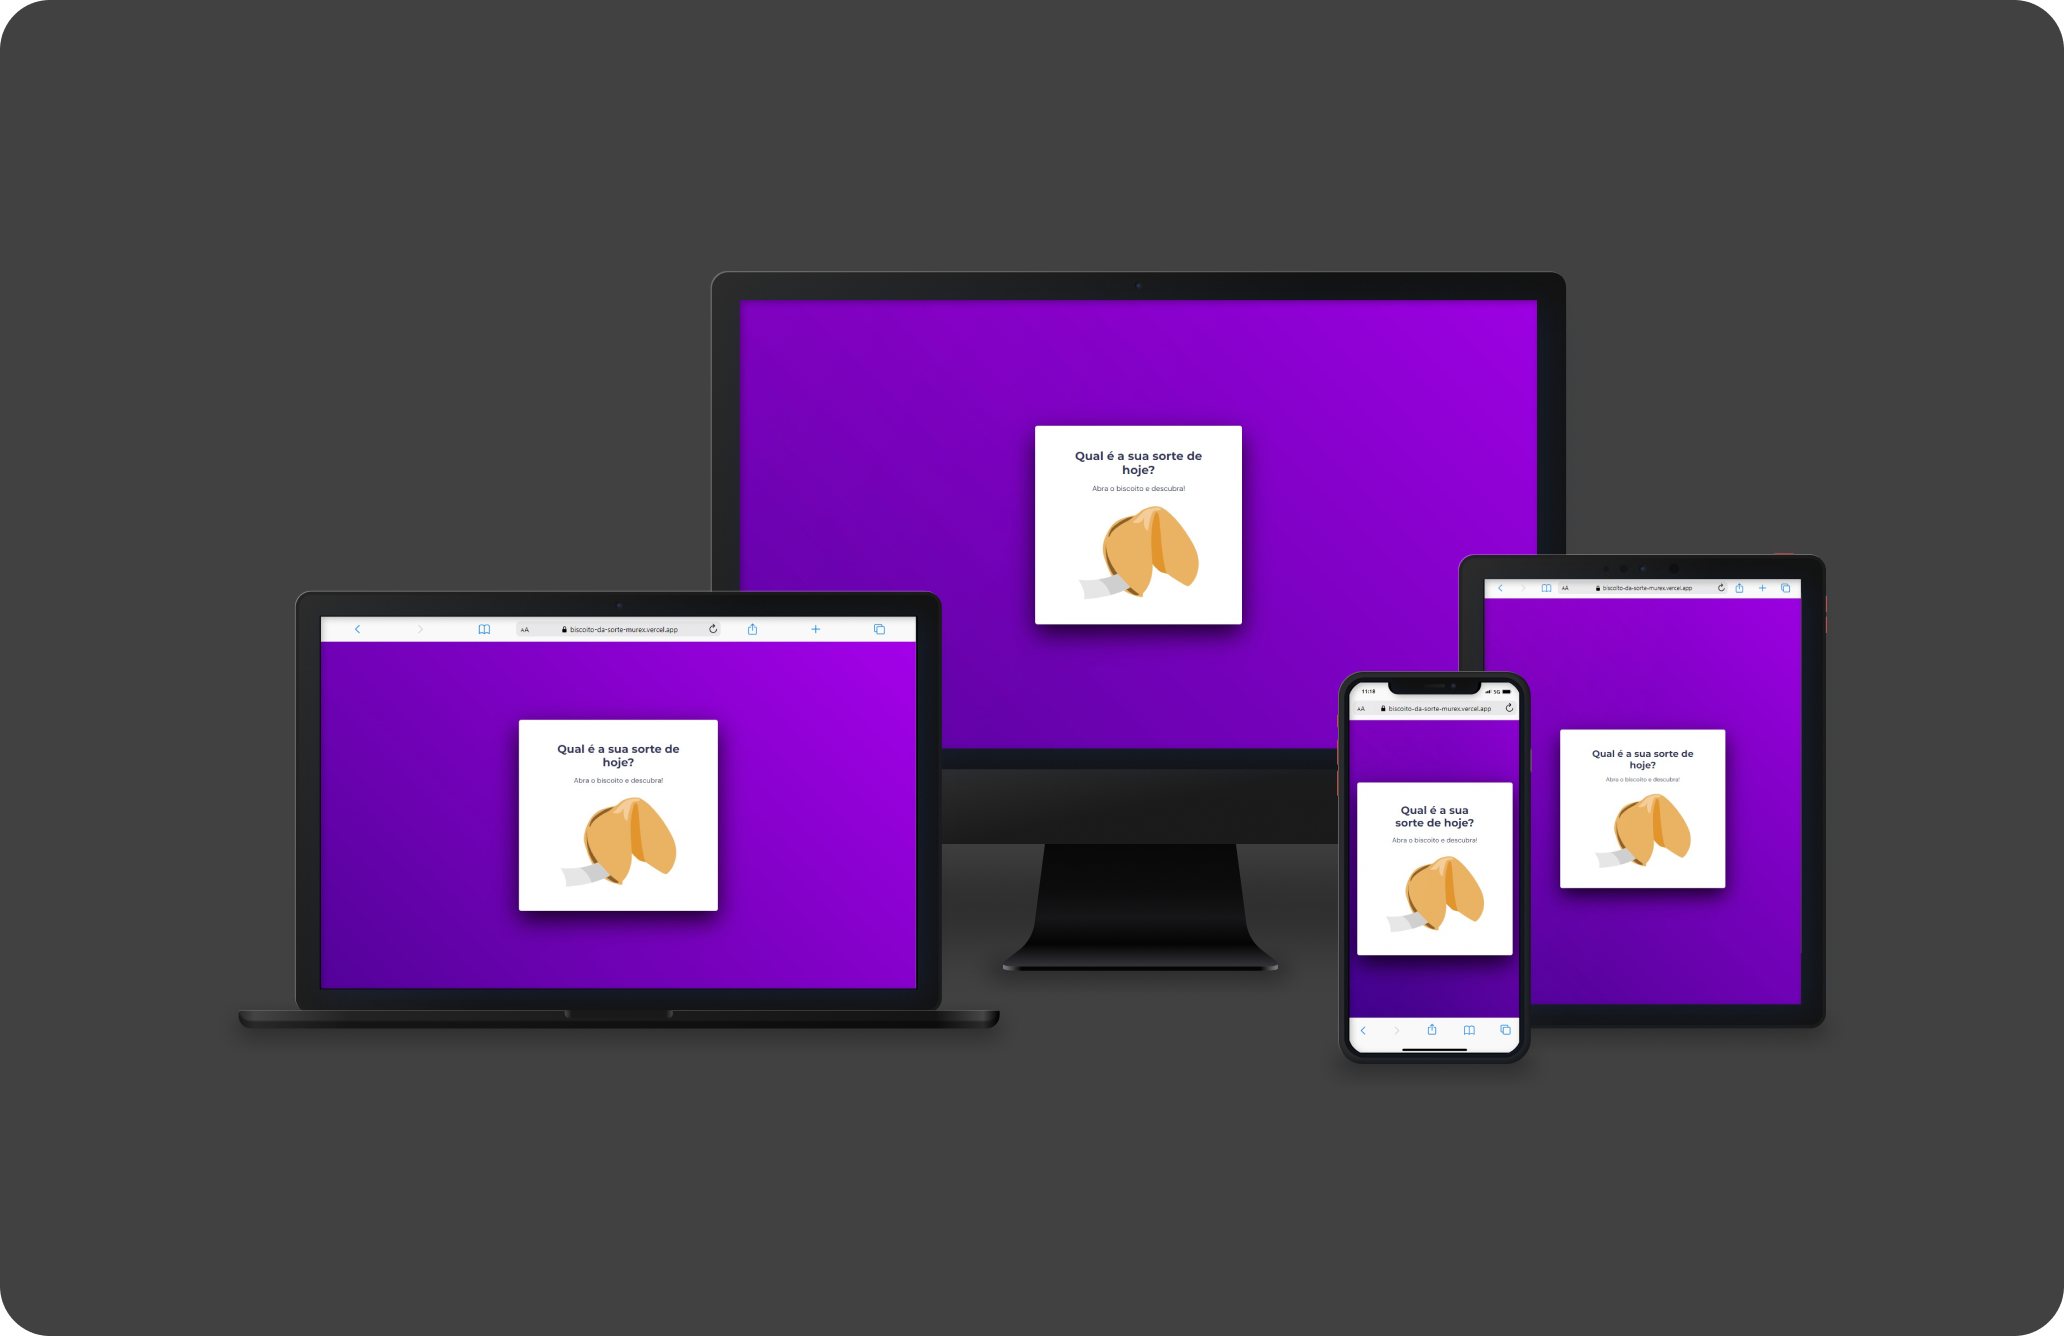 Qual é a sua sorte de
hoje?
Abra o biscoito e descubra!
AA biscoito-da-sorte-murex.vercel.app
Qual é a sua sorte de
hoje?
Abra o biscoito e descubra!
AA biscoito-da-sorte-murex.vercel.app
Qual é a sua sorte de
hoje?
Abra o biscoito e descubra!
11:18 5G
AA biscoito-da-sorte-murex.vercel.app
Qual é a sua
sorte de hoje?
Abra o biscoito e descubra!